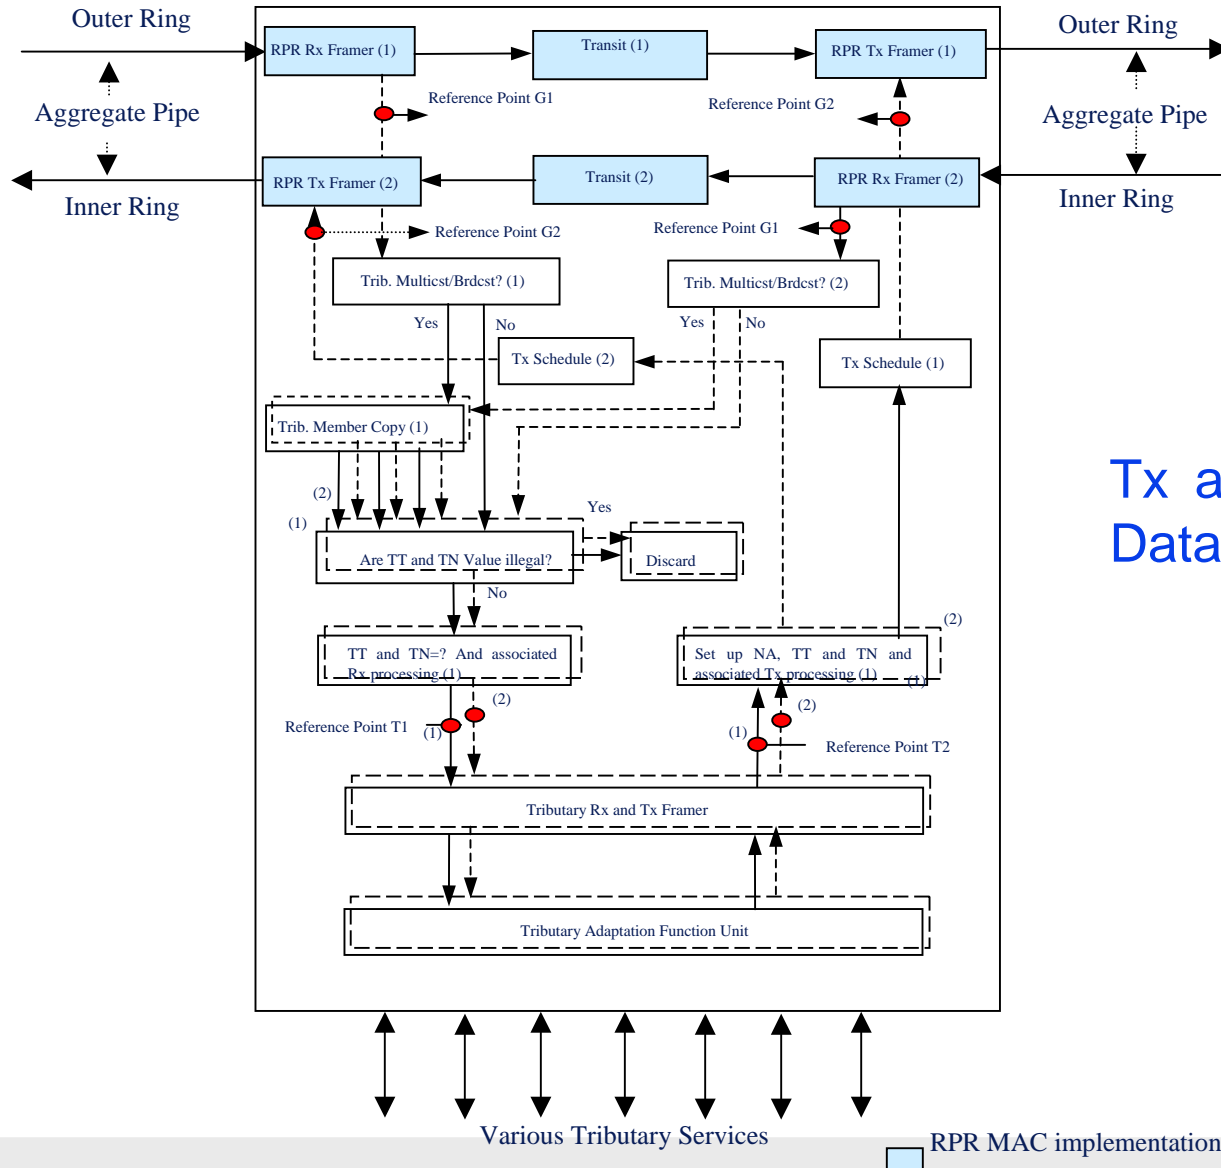 Outer Ring
Outer Ring
RPR Rx Framer (1)
Transit (1)
RPR Tx Framer (1)
Aggregate Pipe
Reference Point G1
Reference Point G2
Aggregate Pipe
RPR Tx Framer (2)
Transit (2)
RPR Rx Framer (2)
Inner Ring
Inner Ring
Reference Point G2
Reference Point G1
Trib. Multicst/Brdcst? (1)
Trib. Multicst/Brdcst? (2)
Yes
No
Yes
No
Tx Schedule (2)
Tx Schedule (1)
Trib. Member Copy (1)
(2)
(1)
Yes
Are TT and TN Value illegal?
Discard
No
(2)
TT and TN=? And associated
Rx processing (1)
Set up NA, TT and TN and
associated Tx processing (1)
(1)
(2)
(2)
Reference Point T1
(1)
(1)
Reference Point T2
Tributary Rx and Tx Framer
Tributary Adaptation Function Unit
Various Tributary Services
RPR MAC implementation
Tx a
Data